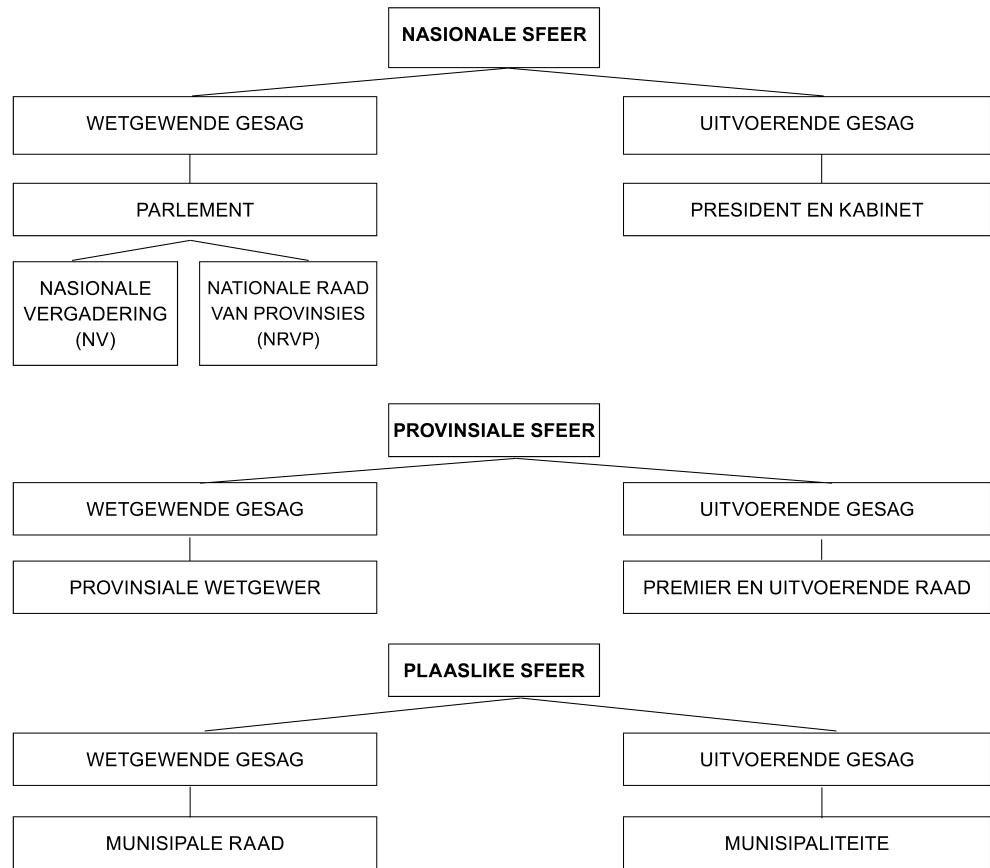 NASIONALE SFEER
WETGEWENDE GESAG
UITVOERENDE GESAG
PARLEMENT
PRESIDENT EN KABINET
NASIONALE
VERGADERING
(NV)
NATIONALE RAAD
VAN PROVINSIES
(NRVP)
PROVINSIALE SFEER
WETGEWENDE GESAG
UITVOERENDE GESAG
PROVINSIALE WETGEWER
PREMIER EN UITVOERENDE RAAD
PLAASLIKE SFEER
WETGEWENDE GESAG
UITVOERENDE GESAG
MUNISIPALE RAAD
MUNISIPALITEITE